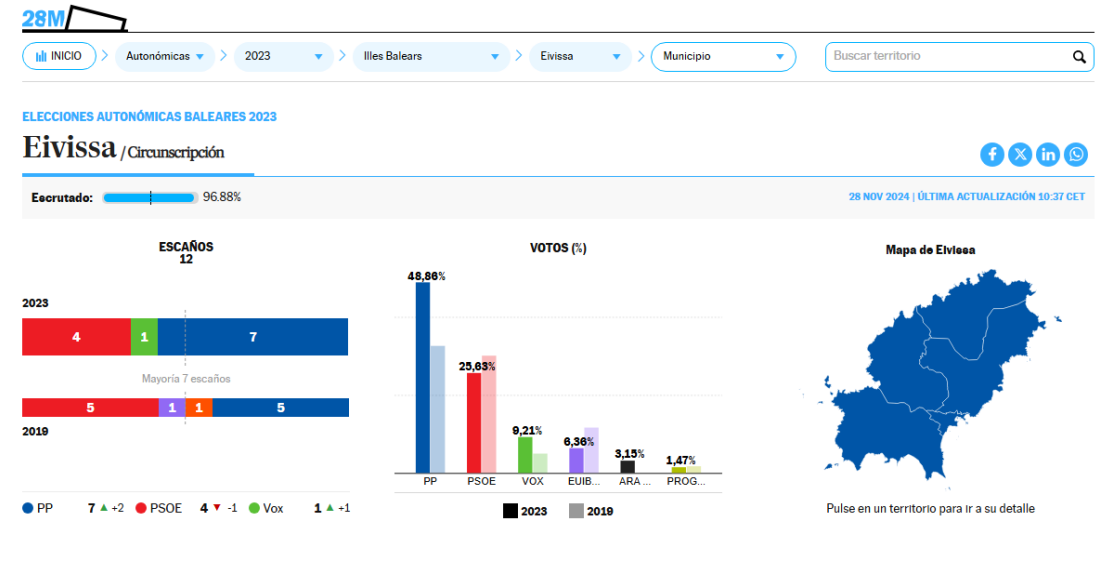 28M
INICIO
Autonómicas
2023
Illes Balears
Eivissa
Municipio
Buscar territorio
ELECCIONES AUTONÓMICAS BALEARES 2023
Eivissa / Circunscripción
Escrutado: 96.88%
28 NOV 2024 | ÚLTIMA ACTUALIZACIÓN 10:37 CET
ESCAÑOS
12
2023
4 1 7
Mayoría 7 escaños
5 1 1 5
2019
PP 7 +2 PSOE 4 -1 Vox 1 +1
VOTOS (%)
48,86%
25,63%
9,21%
6,36%
3,15%
1,47%
PP PSOE VOX EUIB... ARA ... PROG...
2023 2019
Mapa de Eivissa
Pulse en un territorio para ir a su detalle